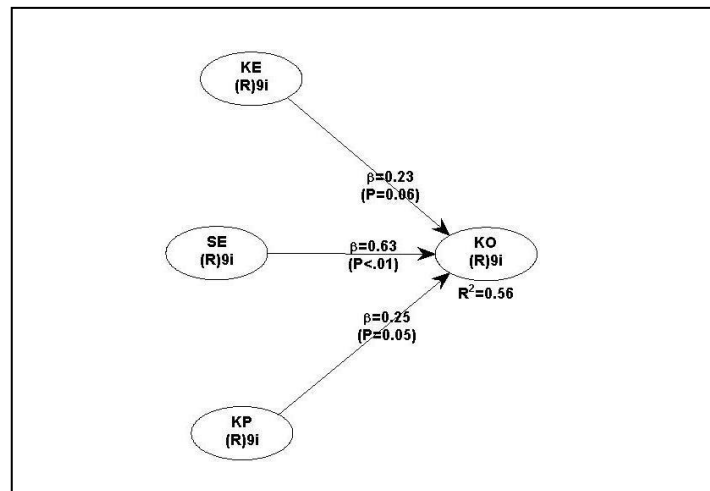 KE
(R)9i
β=0.23
(P=0.06)
SE
(R)9i
β=0.63
(P<.01)
KO
(R)9i
R²=0.56
β=0.25
(P=0.05)
KP
(R)9i